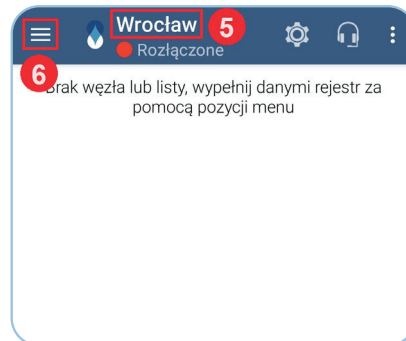 Wrocław 5
Rozłączone
6
Brak węzła lub listy, wypełnij danymi rejestr za
pomocą pozycji menu